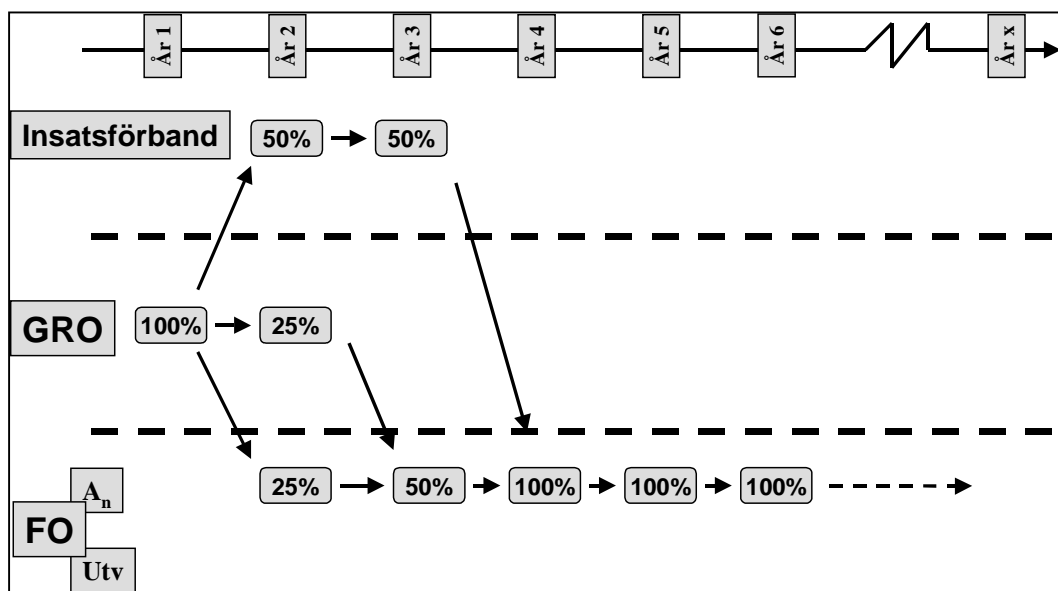 År 1
År 2
År 3
År 4
År 5
År 6
År x
Insatsförband
50%
50%
GRO
100%
25%
FO
An
Utv
25%
50%
100%
100%
100%